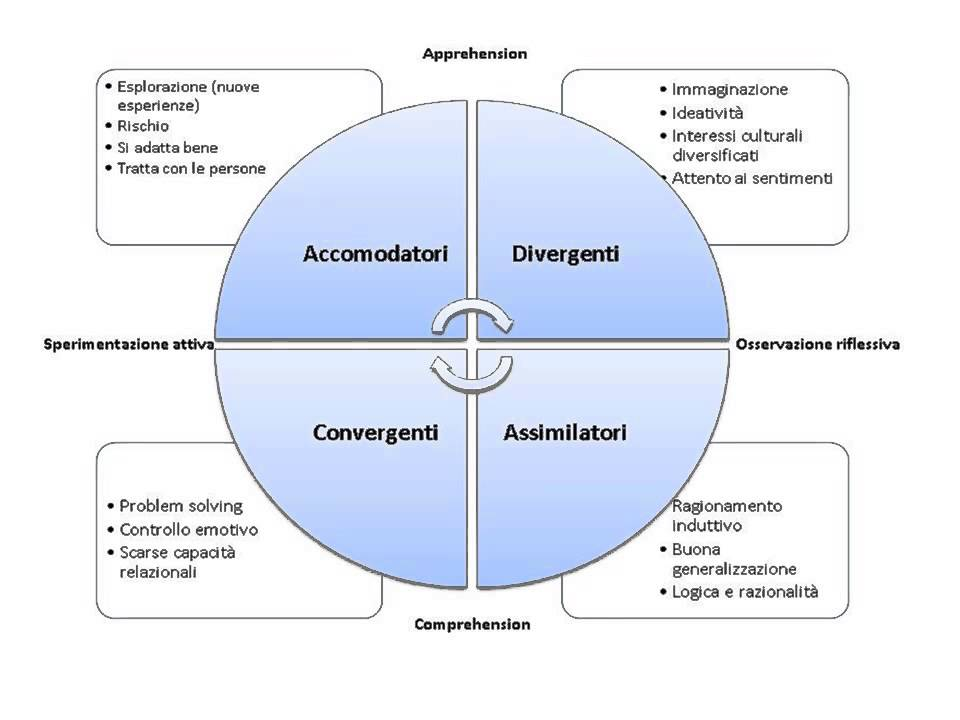 Apprehension
• Esplorazione (nuove
esperienze)
• Rischio
• Si adatta bene
• Tratta con le persone
• Immaginazione
• Ideatività
• Interessi culturali
diversificati
• Attento ai sentimenti
Accomodatori
Divergenti
Sperimentazione attiva
Osservazione riflessiva
Convergenti
Assimilatori
• Problem solving
• Controllo emotivo
• Scarse capacità
relazionali
Ragionamento
induttivo
• Buona
generalizzazione
• Logica e razionalità
Comprehension